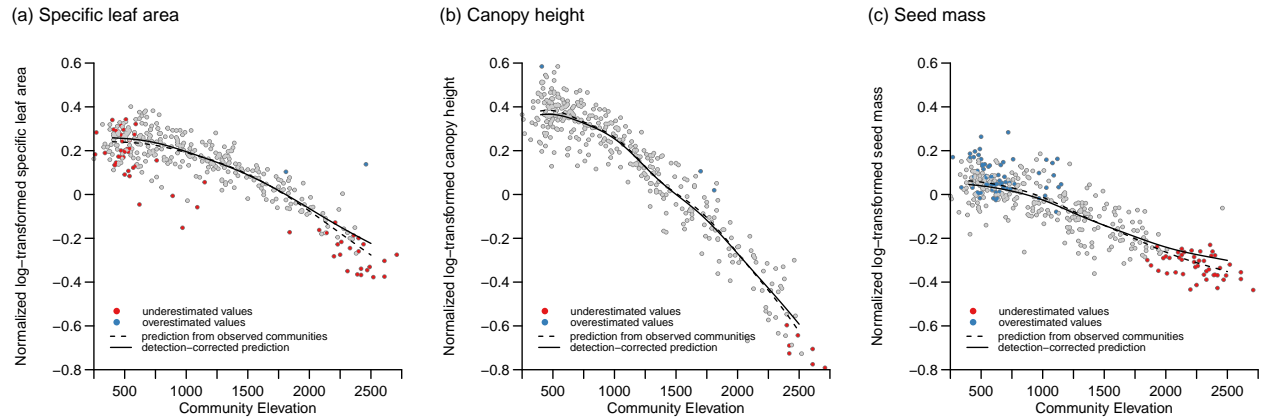 (a) Specific leaf area
Normalized log−transformed specific leaf area
0.6
0.4
0.2
0
−0.2
−0.4
−0.6
−0.8
underestimated values
overestimated values
prediction from observed communities
detection−corrected prediction
500 1000 1500 2000 2500
Community Elevation
(b) Canopy height
Normalized log−transformed canopy height
0.6
0.4
0.2
0
−0.2
−0.4
−0.6
−0.8
underestimated values
overestimated values
prediction from observed communities
detection−corrected prediction
500 1000 1500 2000 2500
Community Elevation
(c) Seed mass
Normalized log−transformed seed mass
0.6
0.4
0.2
0
−0.2
−0.4
−0.6
−0.8
underestimated values
overestimated values
prediction from observed communities
detection−corrected prediction
500 1000 1500 2000 2500
Community Elevation